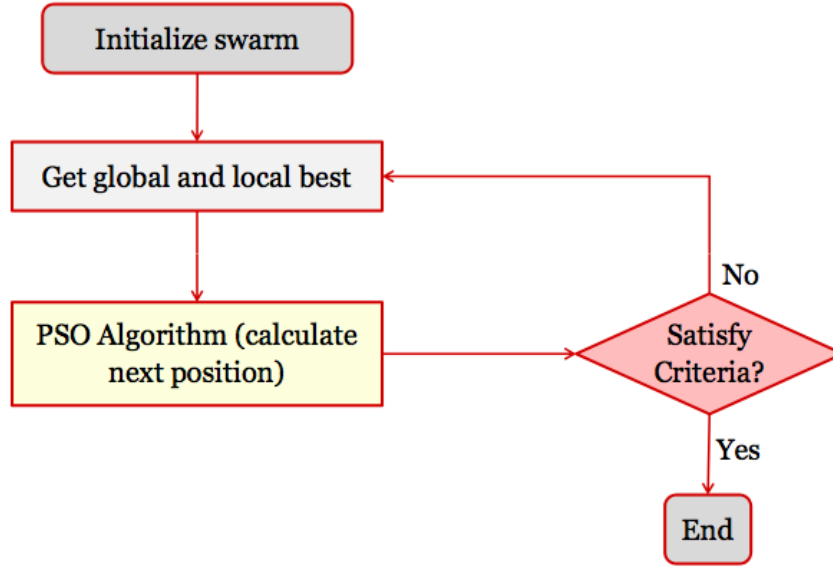 Initialize swarm
Get global and local best
PSO Algorithm (calculate
next position)
No
Satisfy
Criteria?
Yes
End